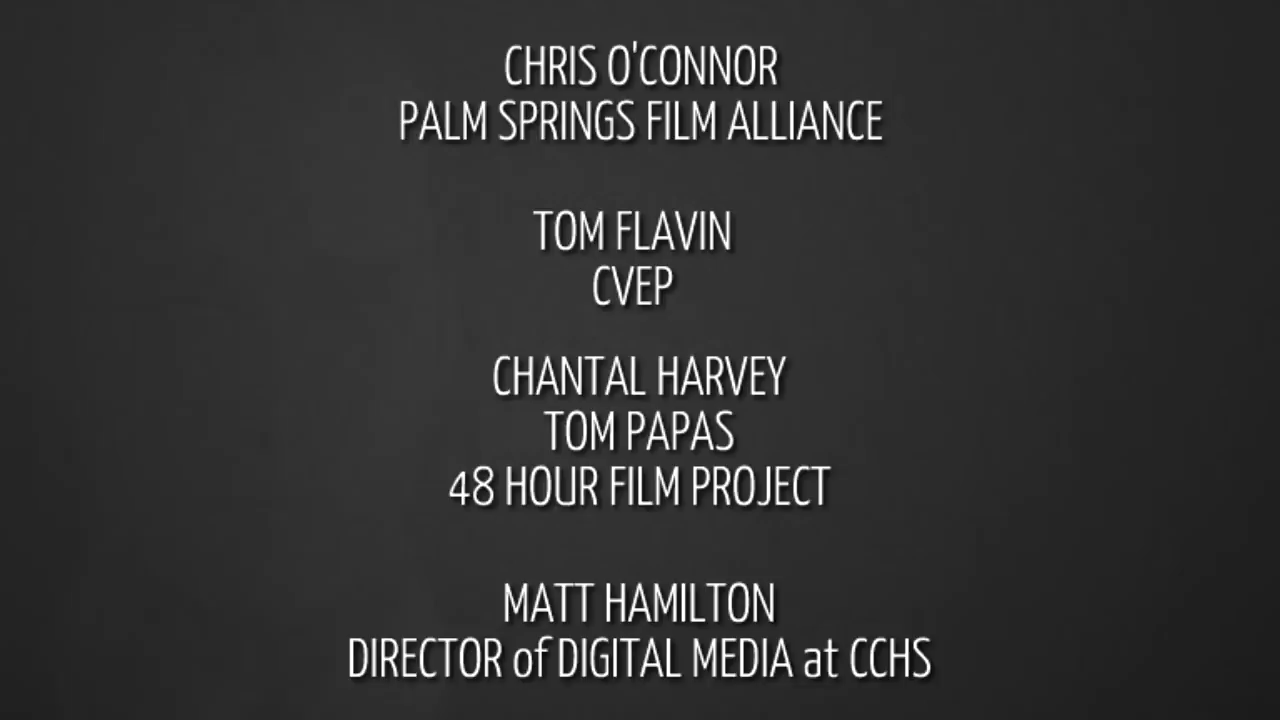 CHRIS O'CONNOR
PALM SPRINGS FILM ALLIANCE
TOM FLAVIN
CVEP
CHANTAL HARVEY
TOM PAPAS
48 HOUR FILM PROJECT
MATT HAMILTON
DIRECTOR of DIGITAL MEDIA at CCHS